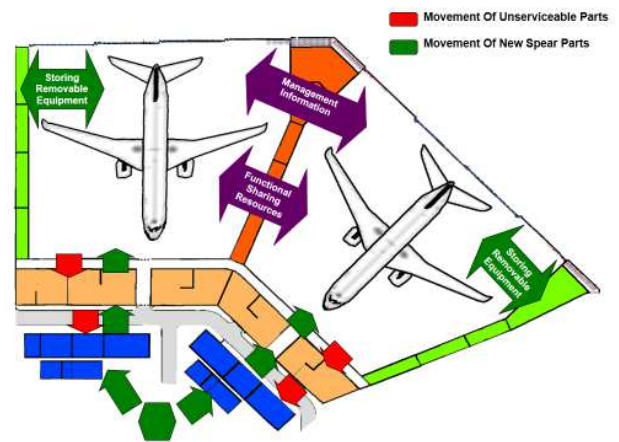 Movement Of Unserviceable Parts
Movement Of New Spear Parts
Storing
Removable
Equipment
Management
Information
Functional
Sharing
Resources
Storing
Removable
Equipment